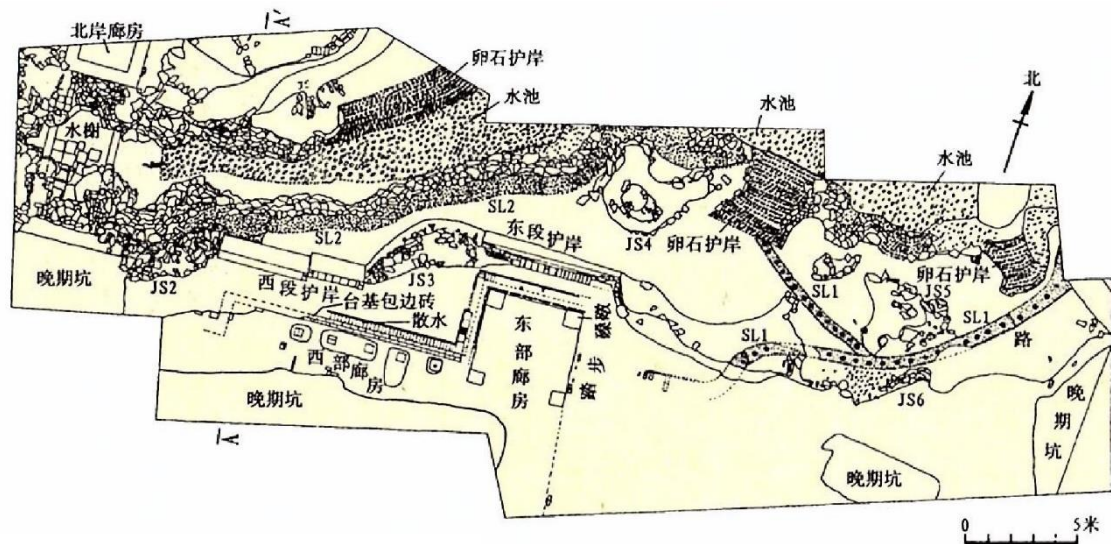 北岸廊房
A'
卵石护岸
水池
水池
水池
北
水榭
SL2
SL2
东段护岸
JS4
卵石护岸
SL1
卵石护岸
JS5
SL1
SL1
路
晚期坑
JS2
西段护岸
JS3
台基包边砖
散水
西部廊房
东部廊房
踏步
JS6
晚期坑
晚期坑
晚期坑
A
0
5米